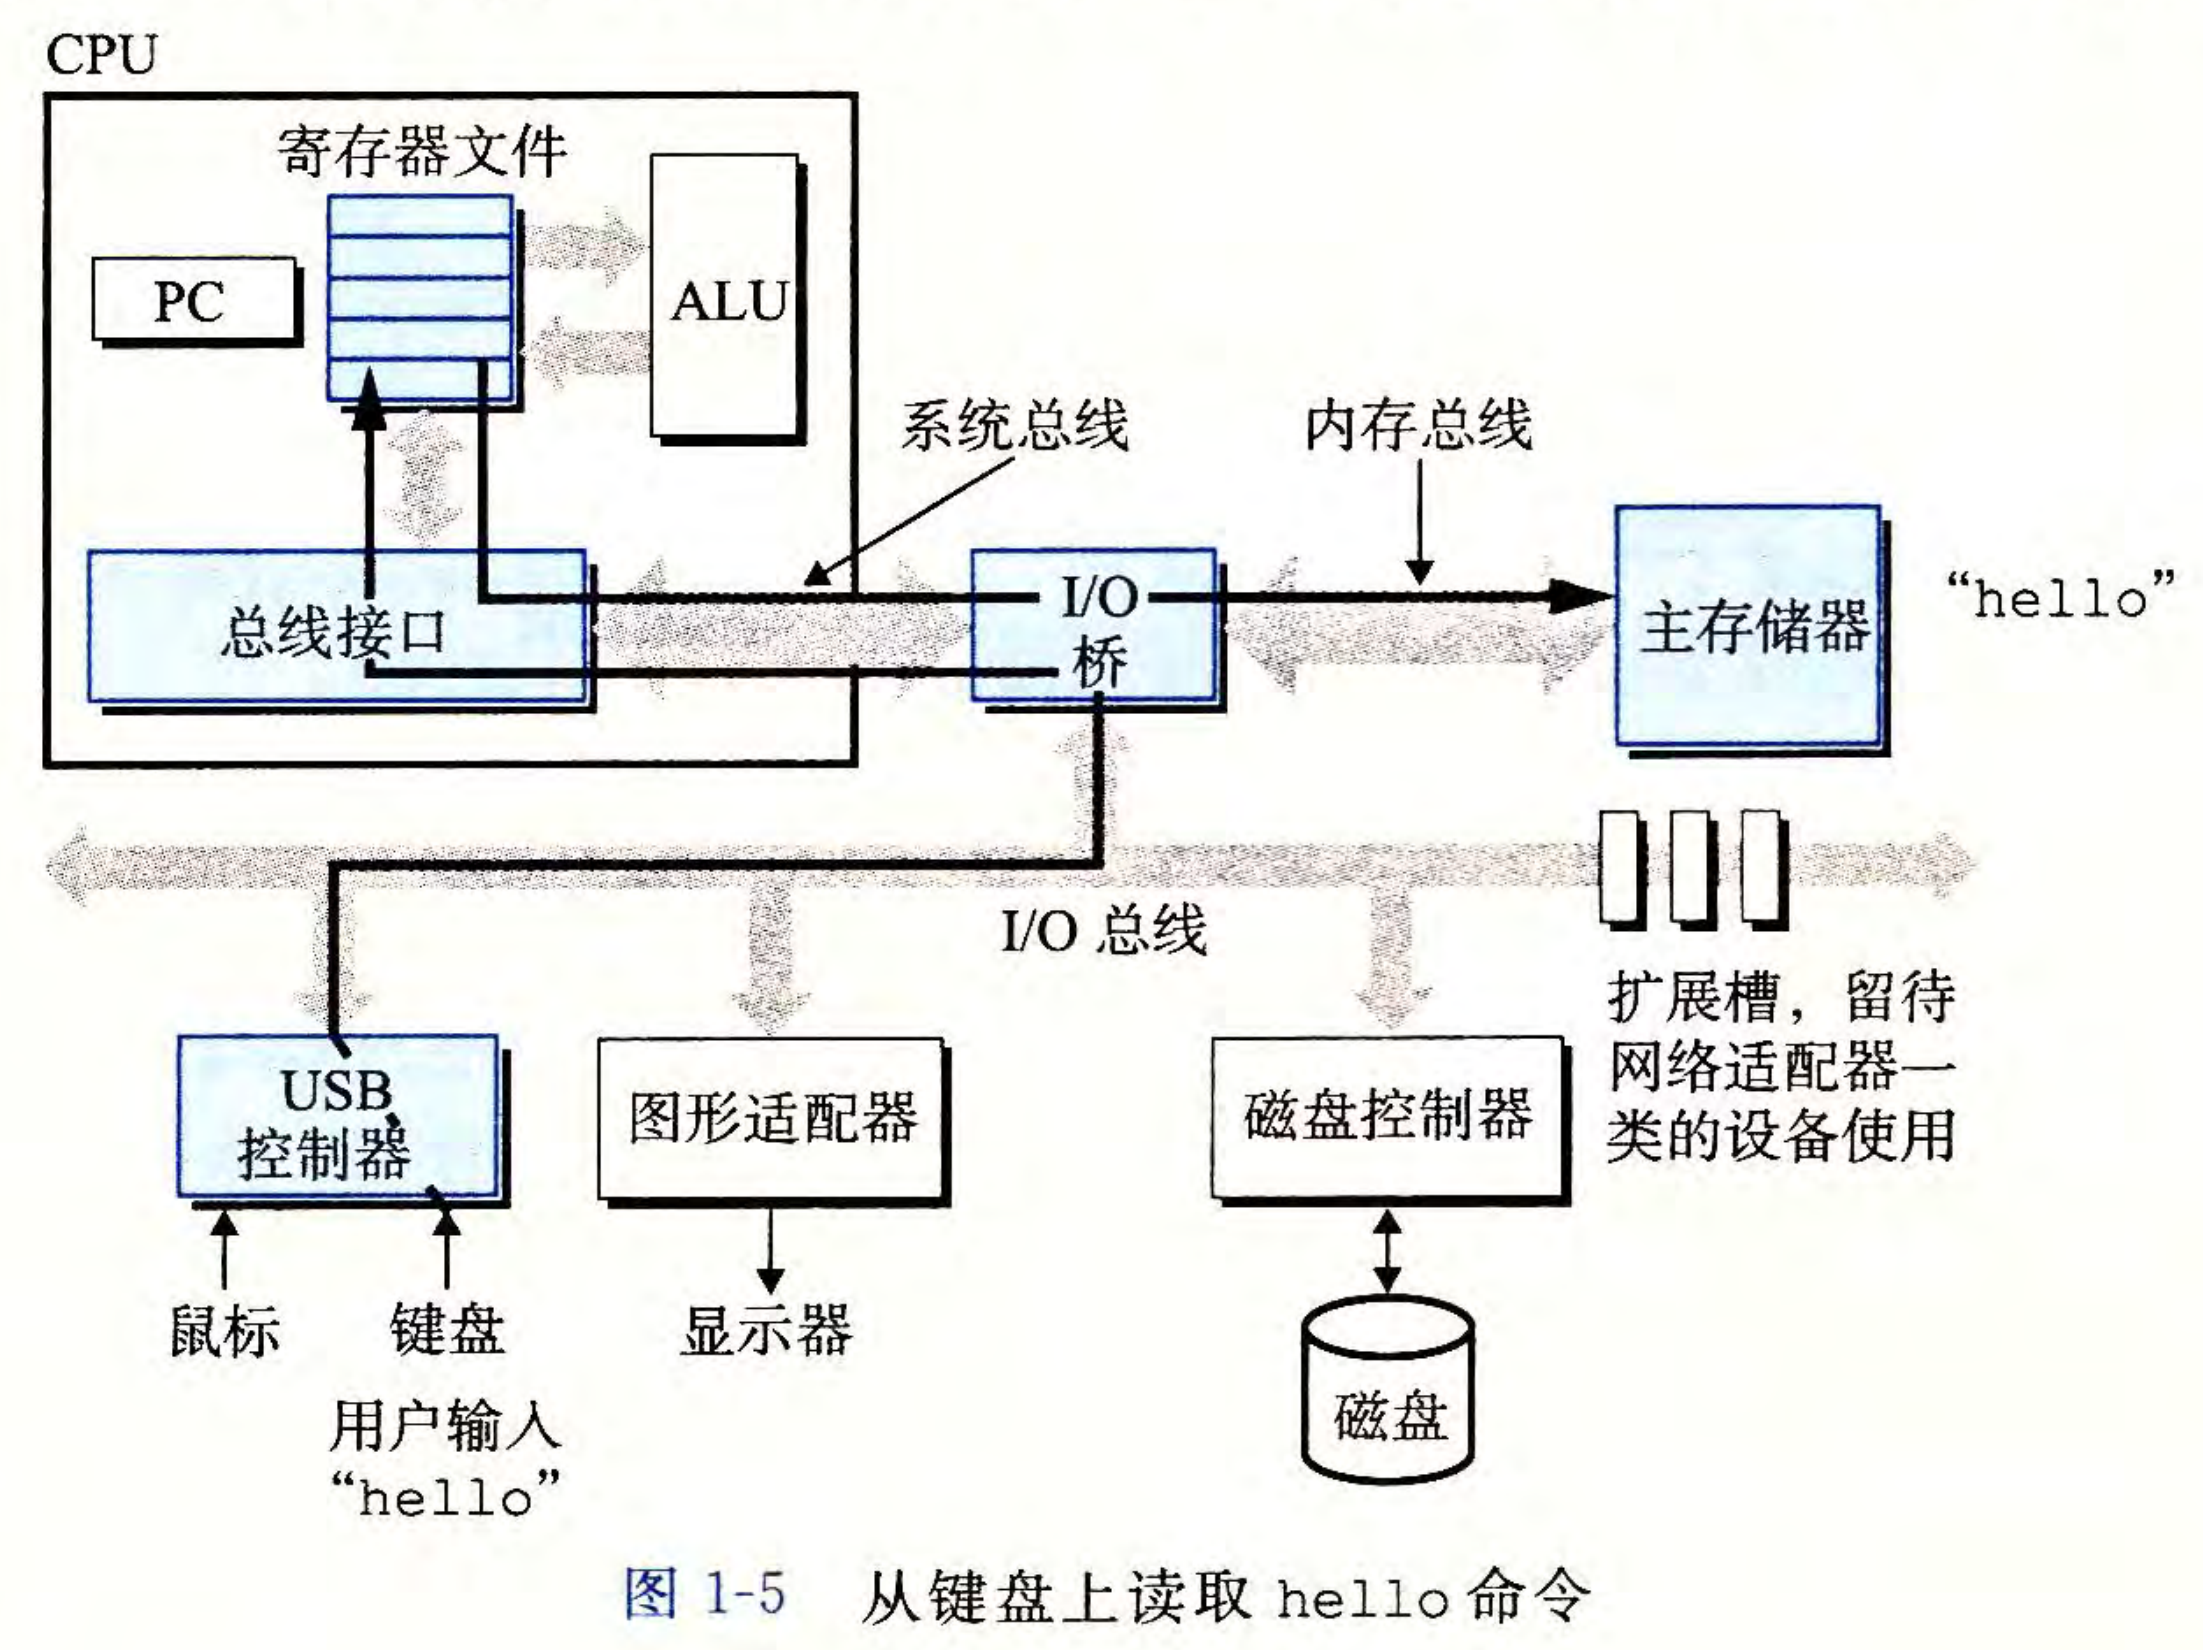 CPU
寄存器文件
PC
ALU
系统总线
内存总线
总线接口
I/O
桥
主存储器
“hello”
I/O 总线
扩展槽，留待
网络适配器一
类的设备使用
USB
控制器
图形适配器
磁盘控制器
鼠标
键盘
显示器
磁盘
用户输入
“hello”
图 1-5 从键盘上读取 hello 命令